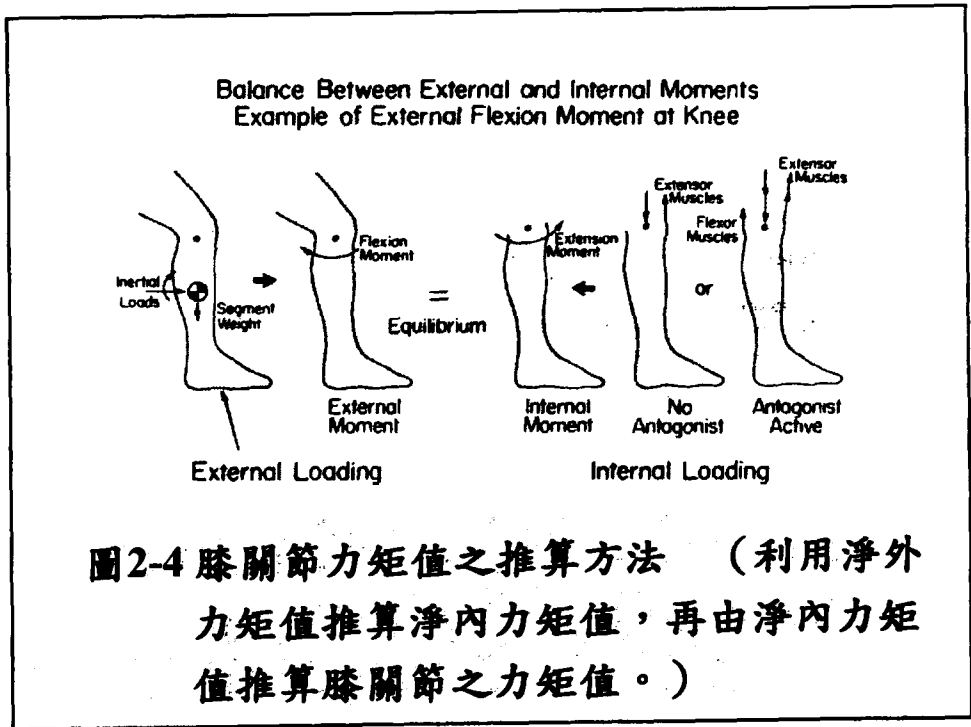 Balance Between External and Internal Moments
Example of External Flexion Moment at Knee
Inertial
Loads
Segment
Weight
Flexion
Moment
=
Equilibrium
Extension
Moment
Extensor
Muscles
or
Flexor
Muscles
Extensor
Muscles
External
Moment
Internal
Moment
No
Antagonist
Antagonist
Active
External Loading
Internal Loading
圖2-4 膝關節力矩值之推算方法 （利用淨外
力矩值推算淨內力矩值，再由淨內力矩
值推算膝關節之力矩值。）